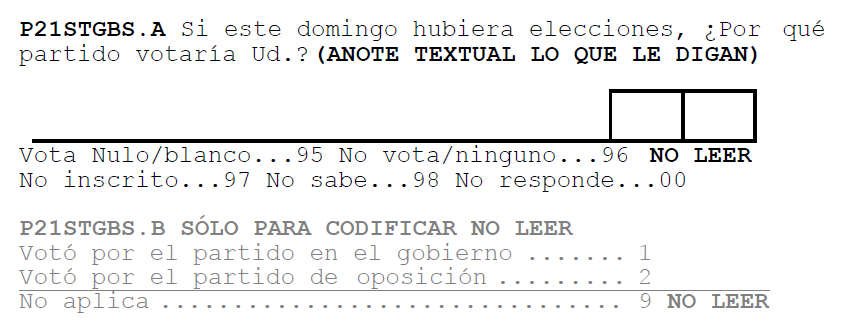 P21STGBS.A Si este domingo hubiera elecciones, ¿Por qué
partido votaría Ud.? (ANOTE TEXTUAL LO QUE LE DIGAN)
Vota Nulo/blanco...95 No vota/ninguno...96 NO LEER
No inscrito...97 No sabe...98 No responde...00
P21STGBS.B SÓLO PARA CODIFICAR NO LEER
Votó por el partido en el gobierno ....... 1
Votó por el partido de oposición ......... 2
No aplica ................................ 9 NO LEER